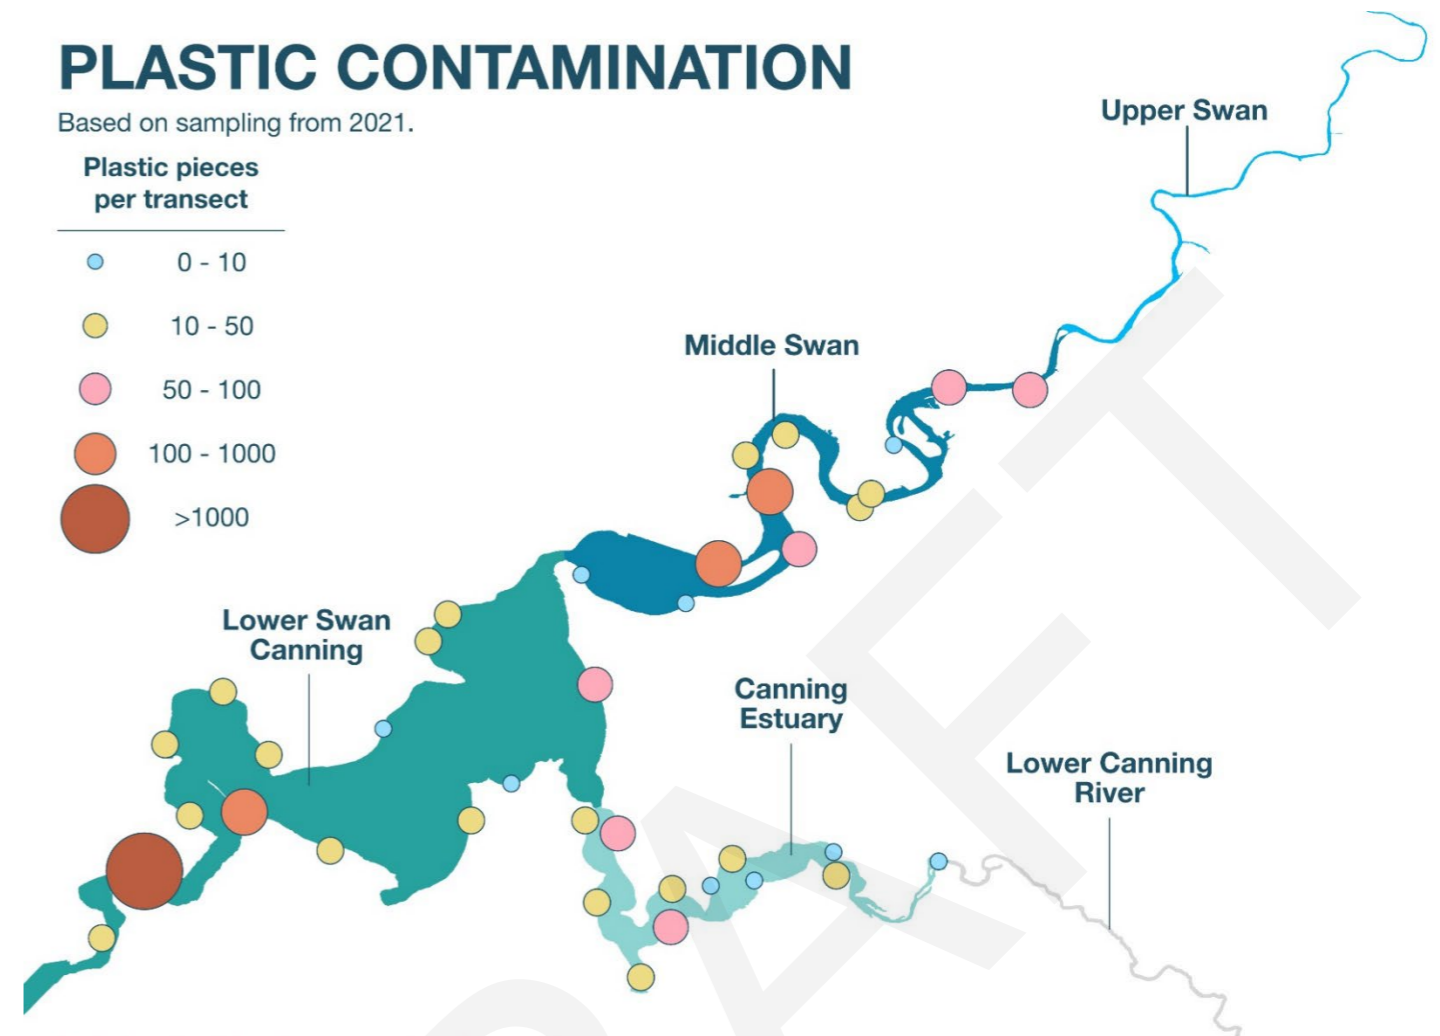 PLASTIC CONTAMINATION
Based on sampling from 2021.
Plastic pieces
per transect
0 - 10
10 - 50
50 - 100
100 - 1000
>1000
Upper Swan
Middle Swan
Lower Swan
Canning
Canning
Estuary
Lower Canning
River
DRAFT